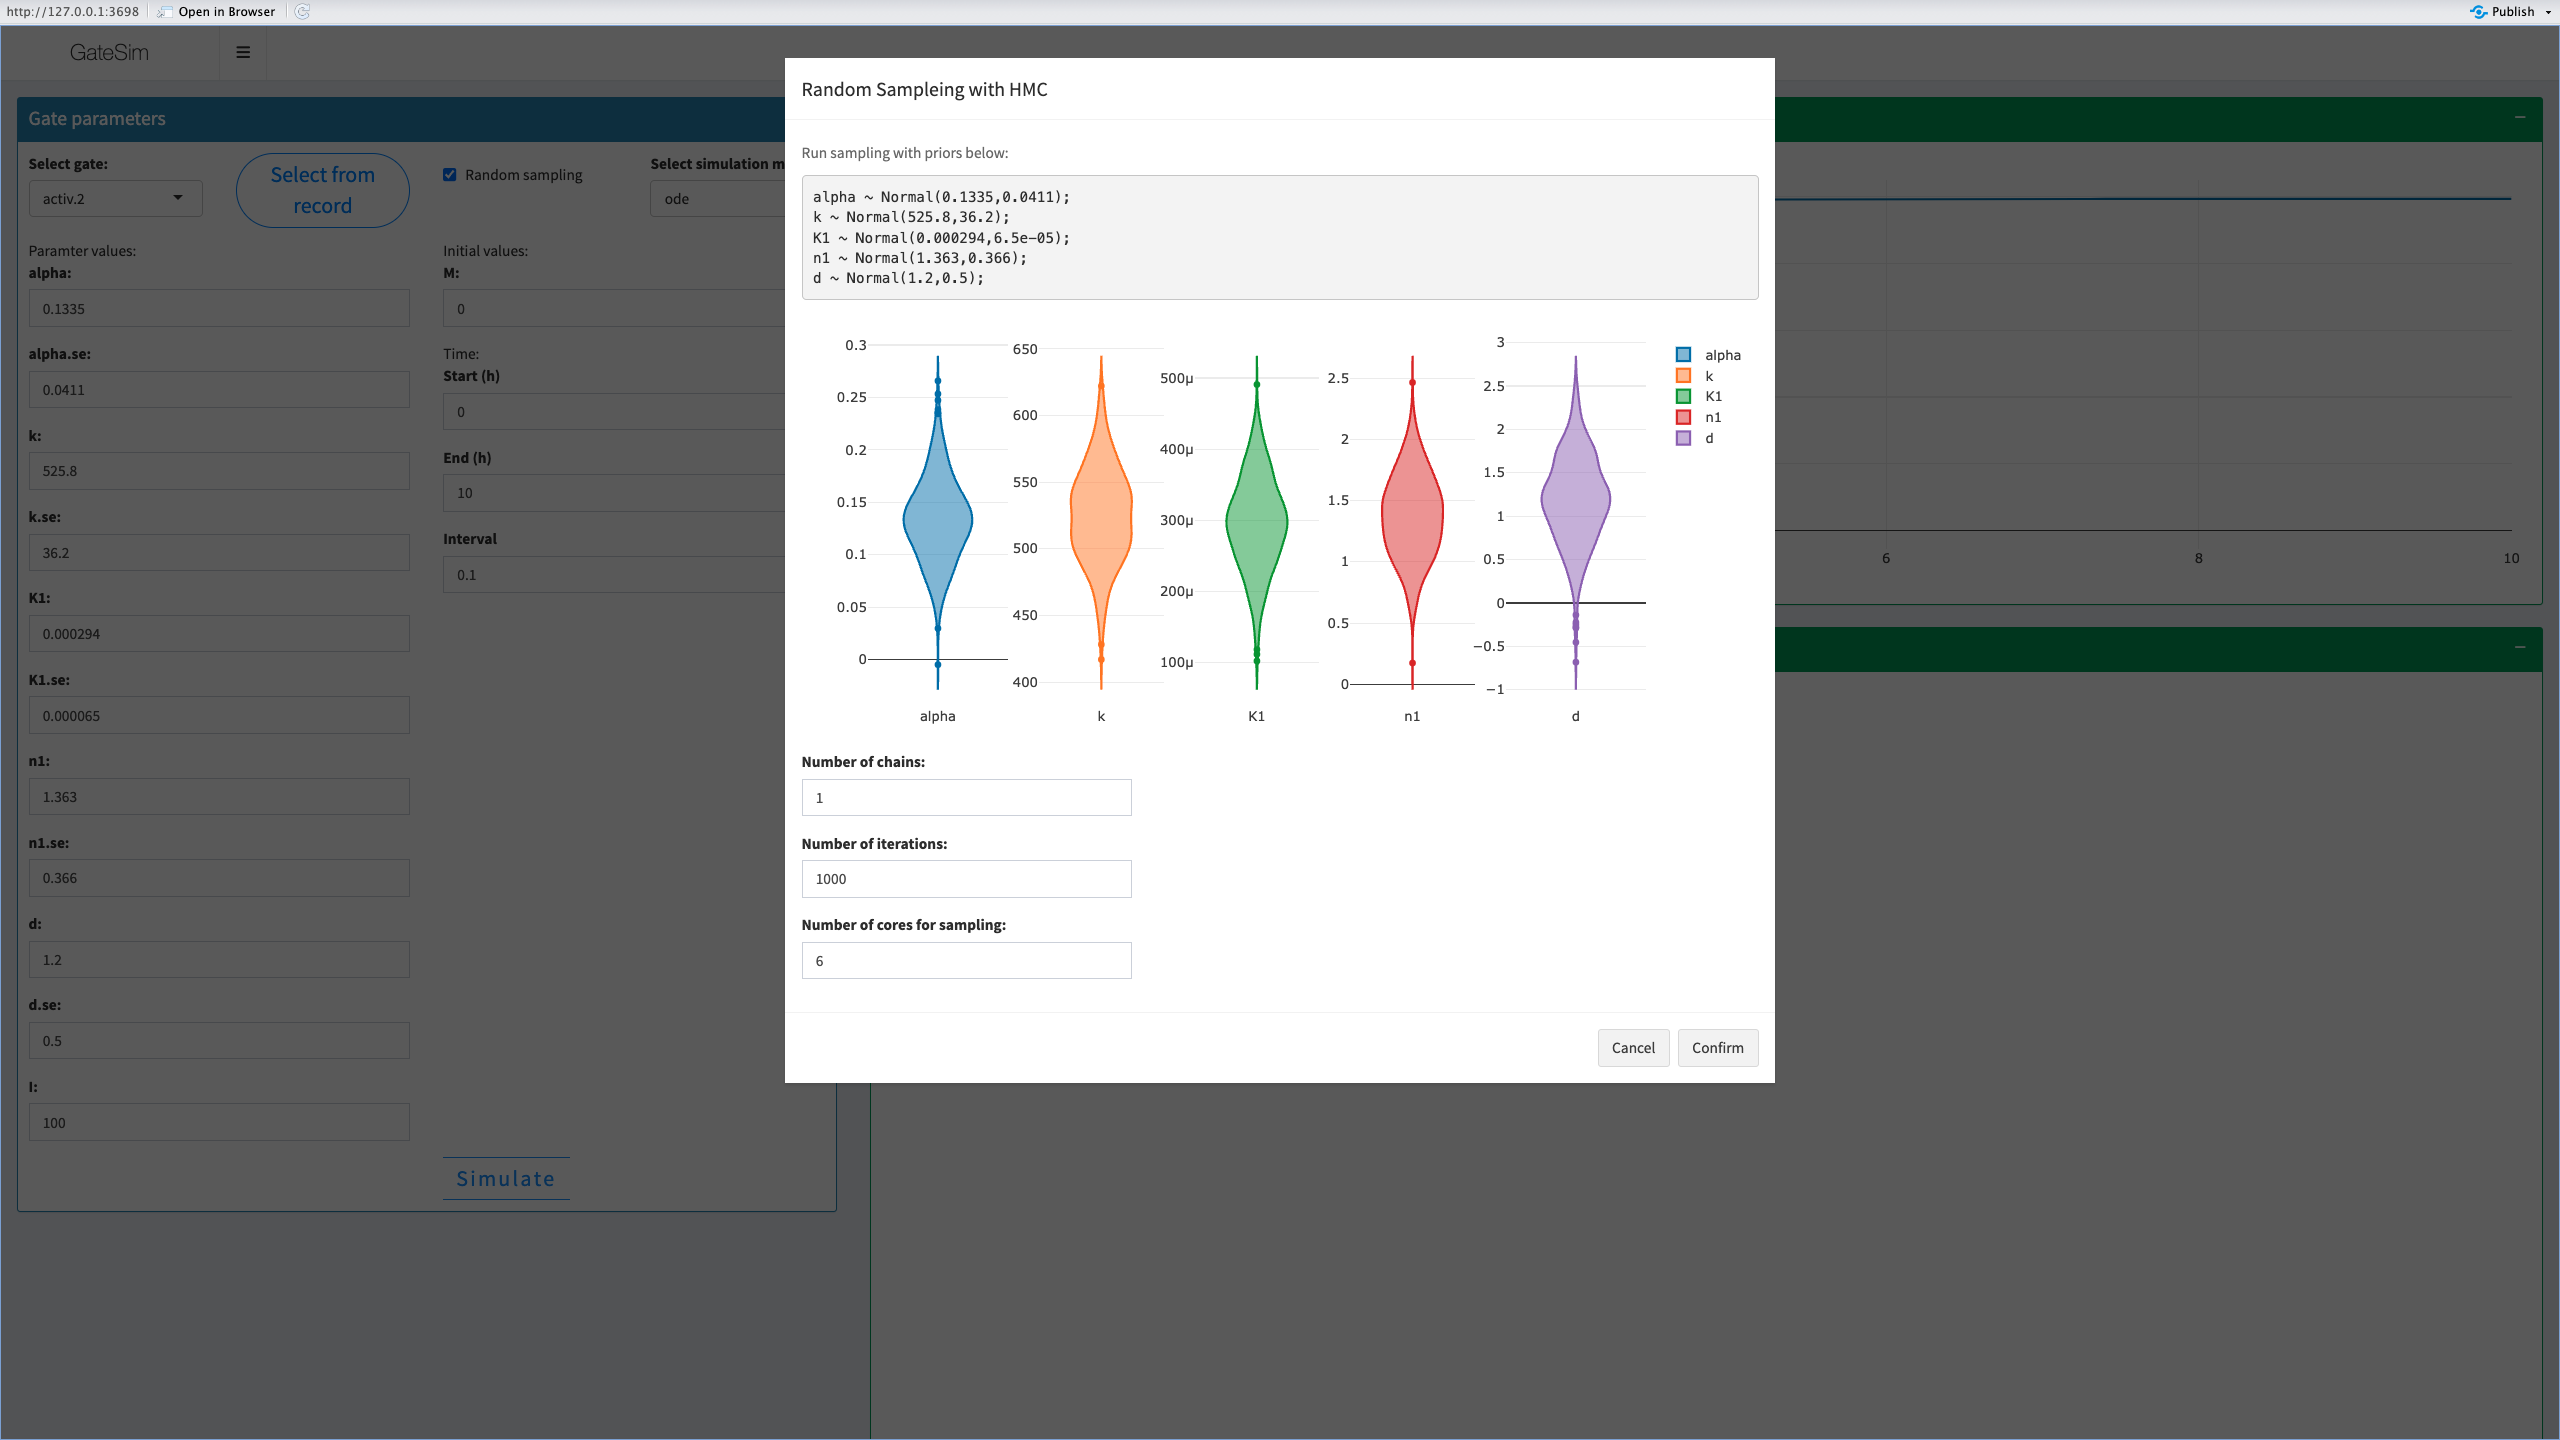 http://127.0.0.1:3698 Open in Browser Publish
GateSim
Gate parameters
Select gate:
activ.2
Select from
record
Random sampling
Select simulation m
ode
Paramter values:
alpha:
0.1335
alpha.se:
0.0411
k:
525.8
k.se:
36.2
K1:
0.000294
K1.se:
0.000065
n1:
1.363
n1.se:
0.366
d:
1.2
d.se:
0.5
I:
100
Initial values:
M:
0
Time:
Start (h)
0
End (h)
10
Interval
0.1
Simulate
Random Sampleing with HMC
Run sampling with priors below:
alpha ~ Normal(0.1335,0.0411);
k ~ Normal(525.8,36.2);
K1 ~ Normal(0.000294,6.5e-05);
n1 ~ Normal(1.363,0.366);
d ~ Normal(1.2,0.5);
0.3
0.25
0.2
0.15
0.1
0.05
0
alpha
650
600
550
500
450
400
k
500μ
400μ
300μ
200μ
100μ
K1
2.5
2
1.5
1
0.5
0
n1
3
2.5
2
1.5
1
0.5
0
−0.5
−1
d
alpha
k
K1
n1
d
Number of chains:
1
Number of iterations:
1000
Number of cores for sampling:
6
Cancel Confirm
6 8 10